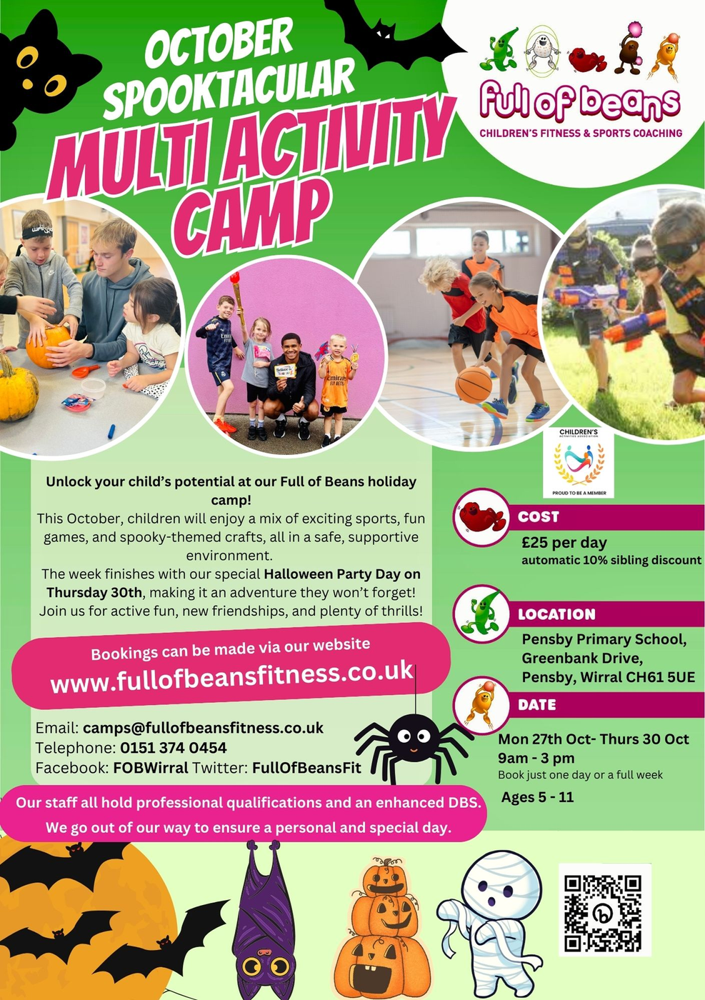 OCTOBER
SPOOKTACULAR
MULTI ACTIVITY
CAMP
full of beans
CHILDREN'S FITNESS & SPORTS COACHING
CHILDREN'S
ACTIVITIES ASSOCIATION
PROUD TO BE A MEMBER
Unlock your child's potential at our Full of Beans holiday
camp!
This October, children will enjoy a mix of exciting sports, fun
games, and spooky-themed crafts, all in a safe, supportive
environment.
The week finishes with our special Halloween Party Day on
Thursday 30th, making it an adventure they won't forget!
Join us for active fun, new friendships, and plenty of thrills!
Bookings can be made via our website
www.fullofbeansfitness.co.uk
Email: camps@fullofbeansfitness.co.uk
Telephone: 0151 374 0454
Facebook: FOBWirral Twitter: FullOfBeansFit
Our staff all hold professional qualifications and an enhanced DBS.
We go out of our way to ensure a personal and special day.
COST
£25 per day
automatic 10% sibling discount
LOCATION
Pensby Primary School,
Greenbank Drive,
Pensby, Wirral CH61 5UE
DATE
Mon 27th Oct- Thurs 30 Oct
9am - 3 pm
Book just one day or a full week
Ages 5 - 11